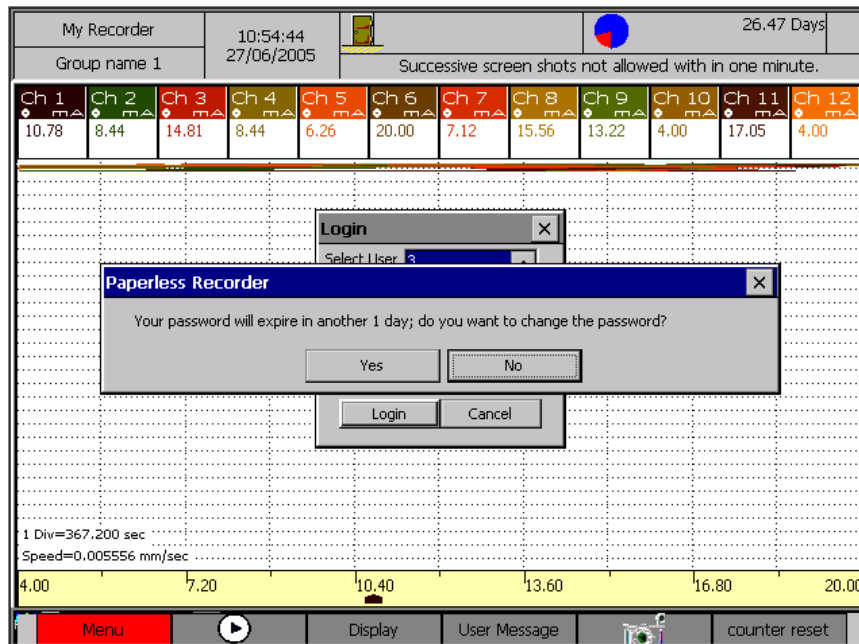 My Recorder
10:54:44
26.47 Days
Group name 1
27/06/2005
Successive screen shots not allowed with in one minute.
Ch 1 Ch 2 Ch 3 Ch 4 Ch 5 Ch 6 Ch 7 Ch 8 Ch 9 Ch 10 Ch 11 Ch 12
mA mA mA mA mA mA mA mA mA mA mA mA
10.78 8.44 14.81 8.44 6.26 20.00 7.12 15.56 13.22 4.00 17.05 4.00
Login
Select User 3
Paperless Recorder
Your password will expire in another 1 day; do you want to change the password?
Yes No
Login Cancel
1 Div=367.200 sec
Speed=0.005556 mm/sec
4.00 7.20 10.40 13.60 16.80 20.00
Menu Display User Message counter reset